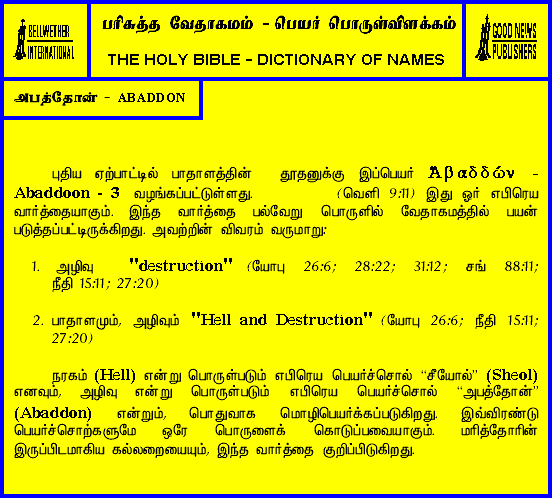 BELLWETHER
INTERNATIONAL
பரிசுத்த வேதாகமம் - பெயர் பொருள்விளக்கம்
THE HOLY BIBLE - DICTIONARY OF NAMES
GOOD NEWS
PUBLISHERS
அபத்தோன் - ABADDON
புதிய ஏற்பாட்டில் பாதாளத்தின் தூதனுக்கு இப்பெயர் Ἀβαδδών -
Abaddoon - 3 வழங்கப்பட்டுள்ளது. (வெளி 9:11) இது ஓர் எபிரெய
வார்த்தையாகும். இந்த வார்த்தை பல்வேறு பொருளில் வேதாகமத்தில் பயன்
படுத்தப்பட்டிருக்கிறது. அவற்றின் விவரம் வருமாறு:
1. அழிவு "destruction" (யோபு 26:6; 28:22; 31:12; சங் 88:11;
நீதி 15:11; 27:20)
2. பாதாளமும், அழிவும் "Hell and Destruction" (யோபு 26:6; நீதி 15:11;
27:20)
நரகம் (Hell) என்று பொருள்படும் எபிரெய பெயர்ச்சொல் “சீயோல்” (Sheol)
எனவும், அழிவு என்று பொருள்படும் எபிரெய பெயர்ச்சொல் “அபத்தோன்”
(Abaddon) என்றும், பொதுவாக மொழிபெயர்க்கப்படுகிறது. இவ்விரண்டு
பெயர்ச்சொற்களுமே ஒரே பொருளைக் கொடுப்பவையாகும். மரித்தோரின்
இருப்பிடமாகிய கல்லறையையும், இந்த வார்த்தை குறிப்பிடுகிறது.